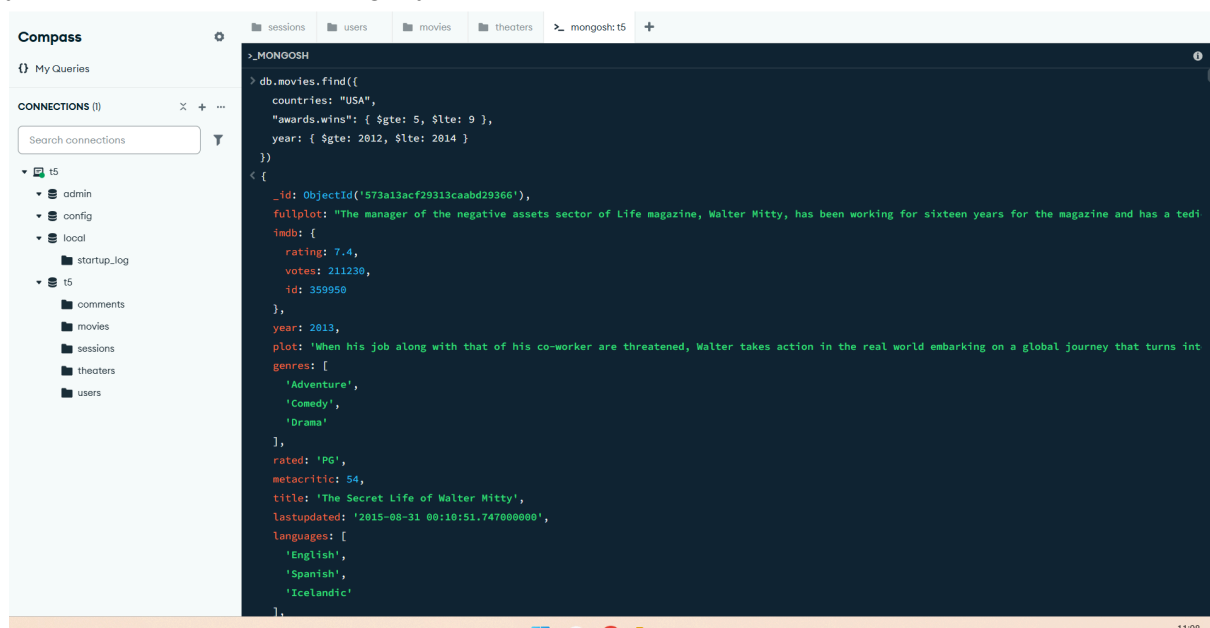 Compass
{} My Queries
CONNECTIONS (1)
Search connections
t5
admin
config
local
startup_log
t5
comments
movies
sessions
theaters
users
sessions
users
movies
theaters
>_ mongosh: t5
>_MONGOSH
> db.movies.find({
countries: "USA",
"awards.wins": { $gte: 5, $lte: 9 },
year: { $gte: 2012, $lte: 2014 }
})
< {
_id: ObjectId('573a13acf29313caabd29366'),
fullplot: "The manager of the negative assets sector of Life magazine, Walter Mitty, has been working for sixteen years for the magazine and has a tedi
imdb: {
rating: 7.4,
votes: 211230,
id: 359950
},
year: 2013,
plot: 'When his job along with that of his co-worker are threatened, Walter takes action in the real world embarking on a global journey that turns int
genres: [
'Adventure',
'Comedy',
'Drama'
],
rated: 'PG',
metacritic: 54,
title: 'The Secret Life of Walter Mitty',
lastupdated: '2015-08-31 00:10:51.747000000',
languages: [
'English',
'Spanish',
'Icelandic'
],